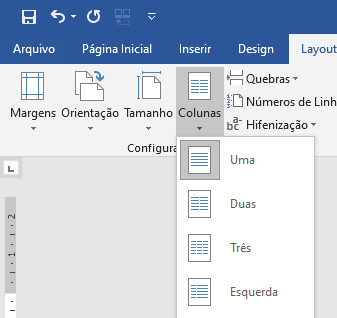 Arquivo Página Inicial Inserir Design Layout
Margens Orientação Tamanho Colunas
Quebras
Números de Linh
Hifenização
Configura
Uma
Duas
Três
Esquerda
2
1
1